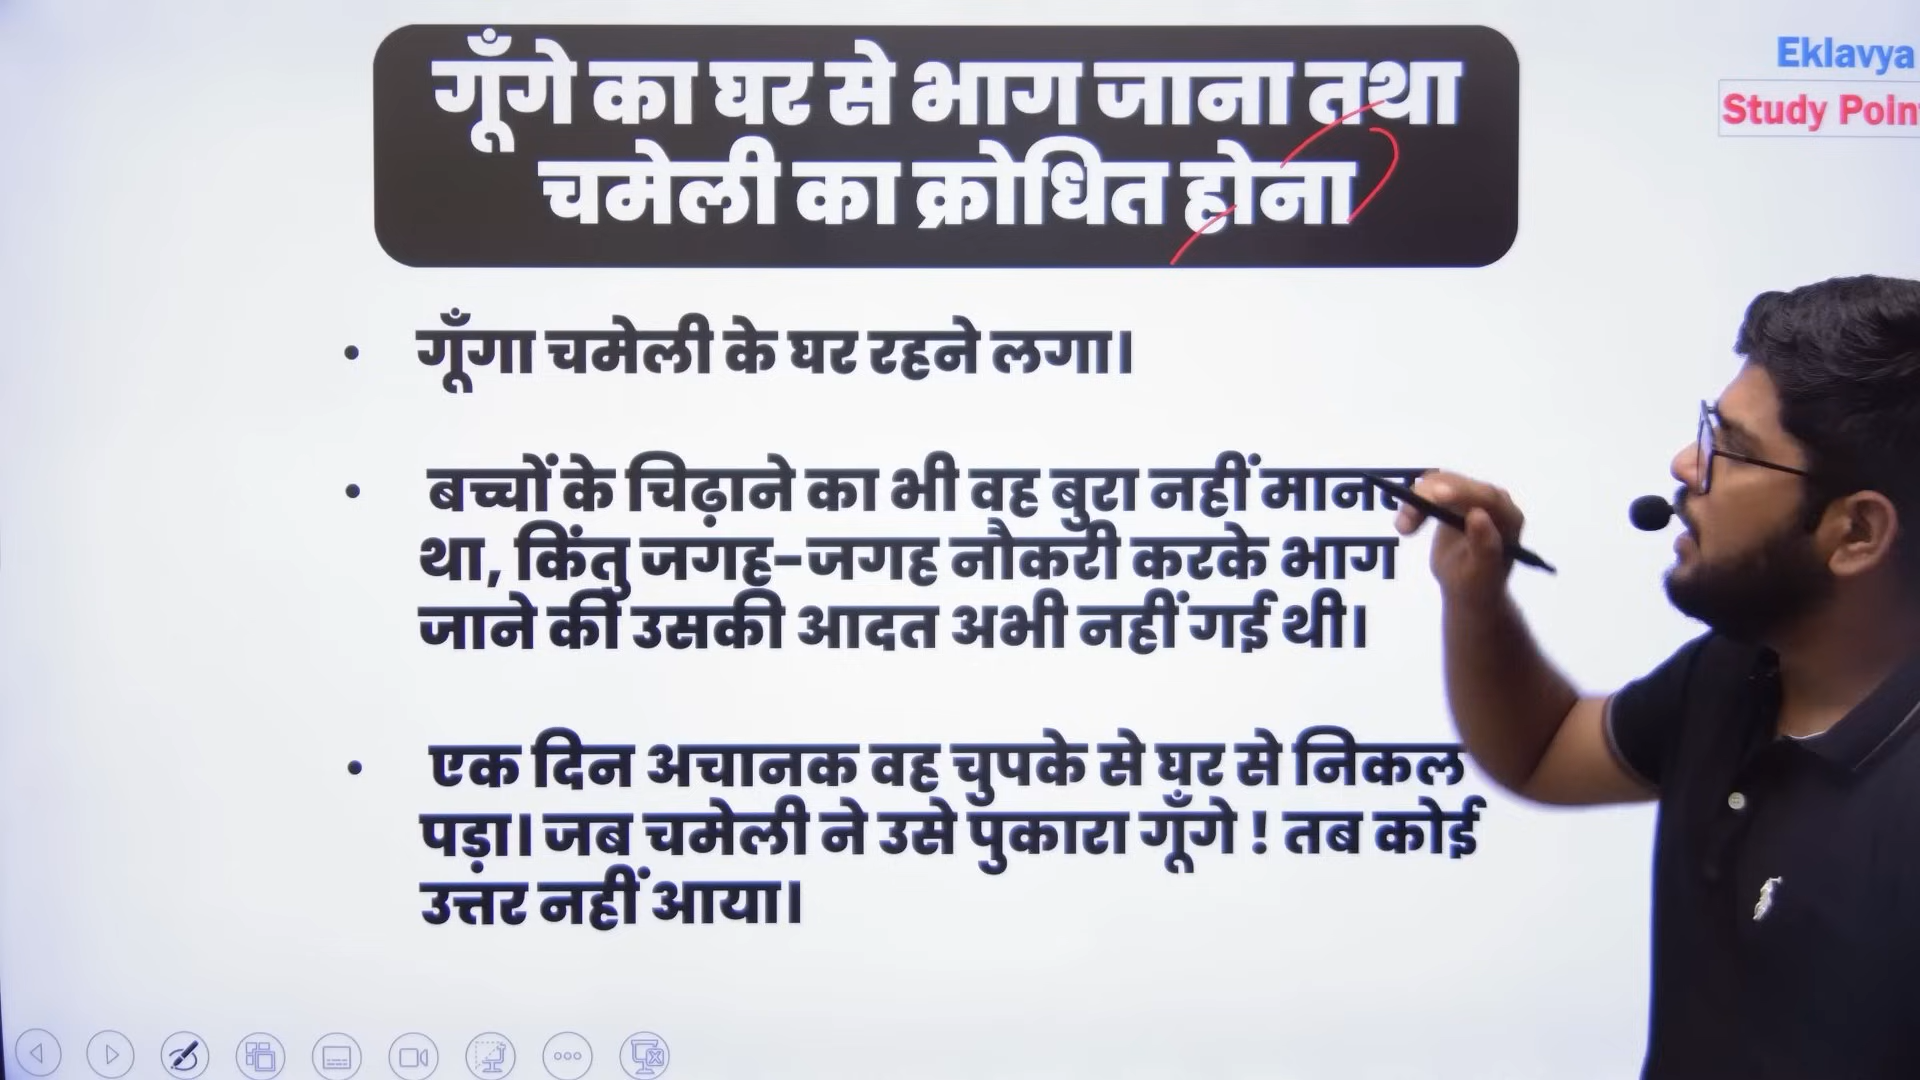 गूँगे का घर से भाग जाना तथा
चमेली का क्रोधित होना
Eklavya
Study Poin
• गूँगा चमेली के घर रहने लगा।
• बच्चों के चिढ़ाने का भी वह बुरा नहीं
था, किंतु जगह-जगह नौकरी करके भाग
जाने की उसकी आदत अभी नहीं गई थी।
• एक दिन अचानक वह चुपके से घर से निकल
पड़ा। जब चमेली ने उसे पुकारा गूँगे ! तब कोई
उत्तर नहीं आया।